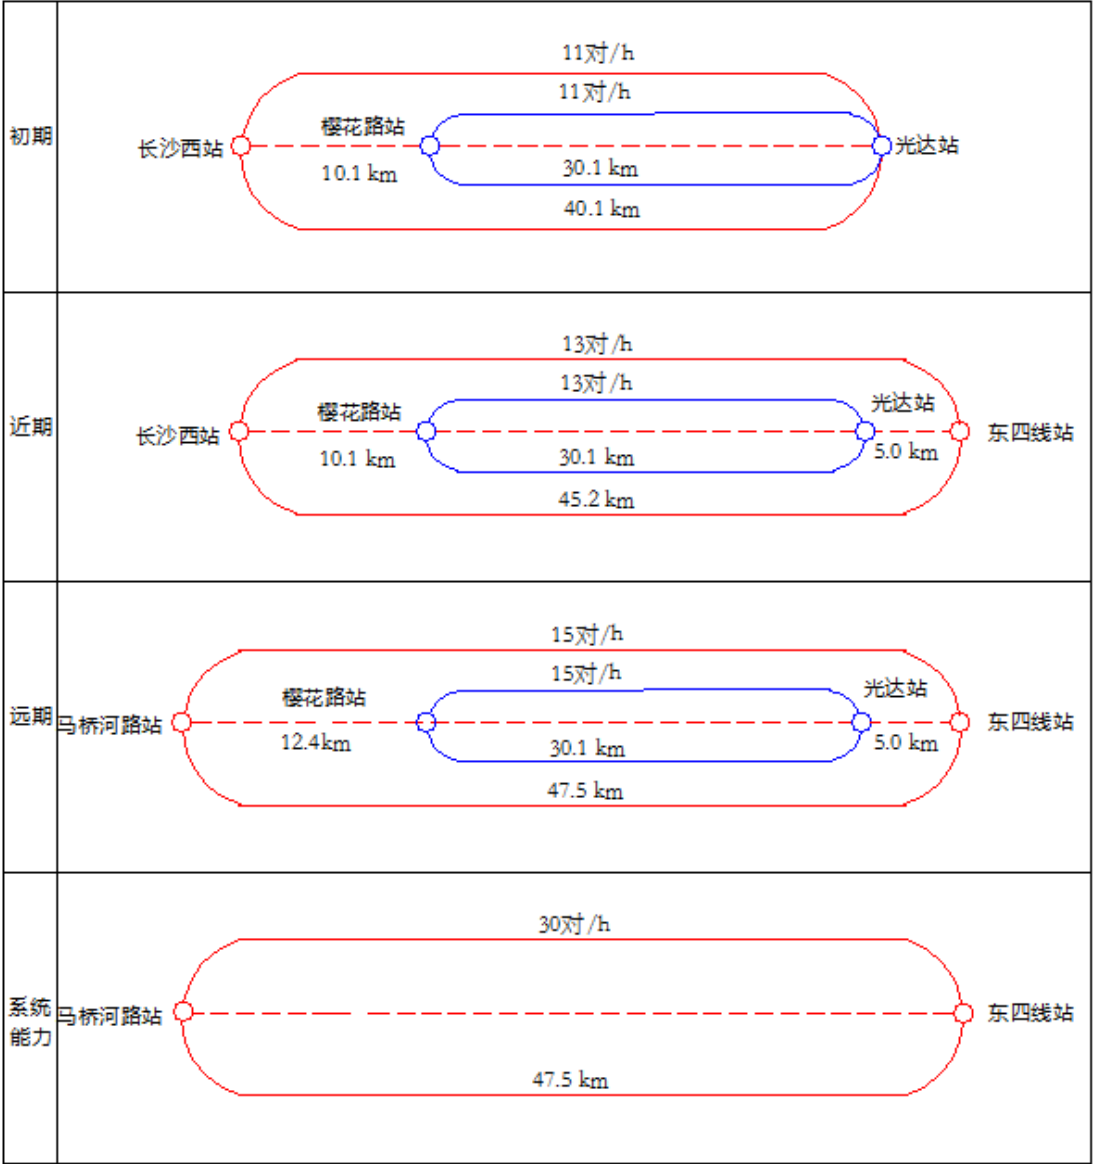 初期
11对/h
11对/h
樱花路站
长沙西站
光达站
10.1 km
30.1 km
40.1 km
近期
13对/h
13对/h
樱花路站
光达站
长沙西站
东四线站
10.1 km
30.1 km
5.0 km
45.2 km
远期
15对/h
15对/h
樱花路站
光达站
马桥河路站
东四线站
12.4km
30.1 km
5.0 km
47.5 km
系统
能力
30对/h
马桥河路站
东四线站
47.5 km